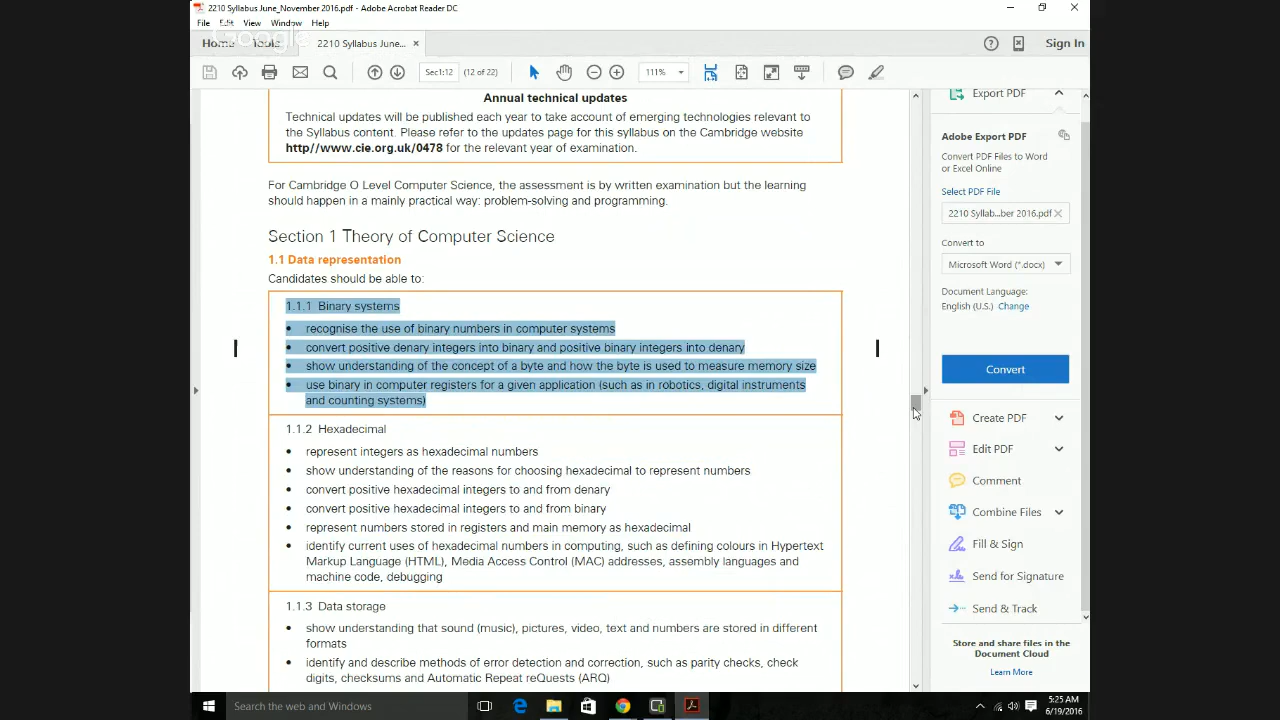 2210 Syllabus June_November 2016.pdf - Adobe Acrobat Reader DC
File Edit View Window Help
Google
Home Tools 2210 Syllabus June... × Sign In
Sec1:12 (12 of 22) 111%
Annual technical updates
Technical updates will be published each year to take account of emerging technologies relevant to
the Syllabus content. Please refer to the updates page for this syllabus on the Cambridge website
http//www.cie.org.uk/0478 for the relevant year of examination.
For Cambridge O Level Computer Science, the assessment is by written examination but the learning
should happen in a mainly practical way: problem-solving and programming.
Section 1 Theory of Computer Science
1.1 Data representation
Candidates should be able to:
1.1.1 Binary systems
• recognise the use of binary numbers in computer systems
• convert positive denary integers into binary and positive binary integers into denary
• show understanding of the concept of a byte and how the byte is used to measure memory size
• use binary in computer registers for a given application (such as in robotics, digital instruments
and counting systems)
1.1.2 Hexadecimal
• represent integers as hexadecimal numbers
• show understanding of the reasons for choosing hexadecimal to represent numbers
• convert positive hexadecimal integers to and from denary
• convert positive hexadecimal integers to and from binary
• represent numbers stored in registers and main memory as hexadecimal
• identify current uses of hexadecimal numbers in computing, such as defining colours in Hypertext
Markup Language (HTML), Media Access Control (MAC) addresses, assembly languages and
machine code, debugging
1.1.3 Data storage
• show understanding that sound (music), pictures, video, text and numbers are stored in different
formats
• identify and describe methods of error detection and correction, such as parity checks, check
digits, checksums and Automatic Repeat reQuests (ARQ)
Export PDF
Adobe Export PDF
Convert PDF Files to Word
or Excel Online
Select PDF File
2210 Syllab...ber 2016.pdf ×
Convert to
Microsoft Word (*.docx)
Document Language:
English (U.S.) Change
Convert
Create PDF
Edit PDF
Comment
Combine Files
Fill & Sign
Send for Signature
Send & Track
Store and share files in the
Document Cloud
Learn More
Search the web and Windows
5:25 AM
6/19/2016